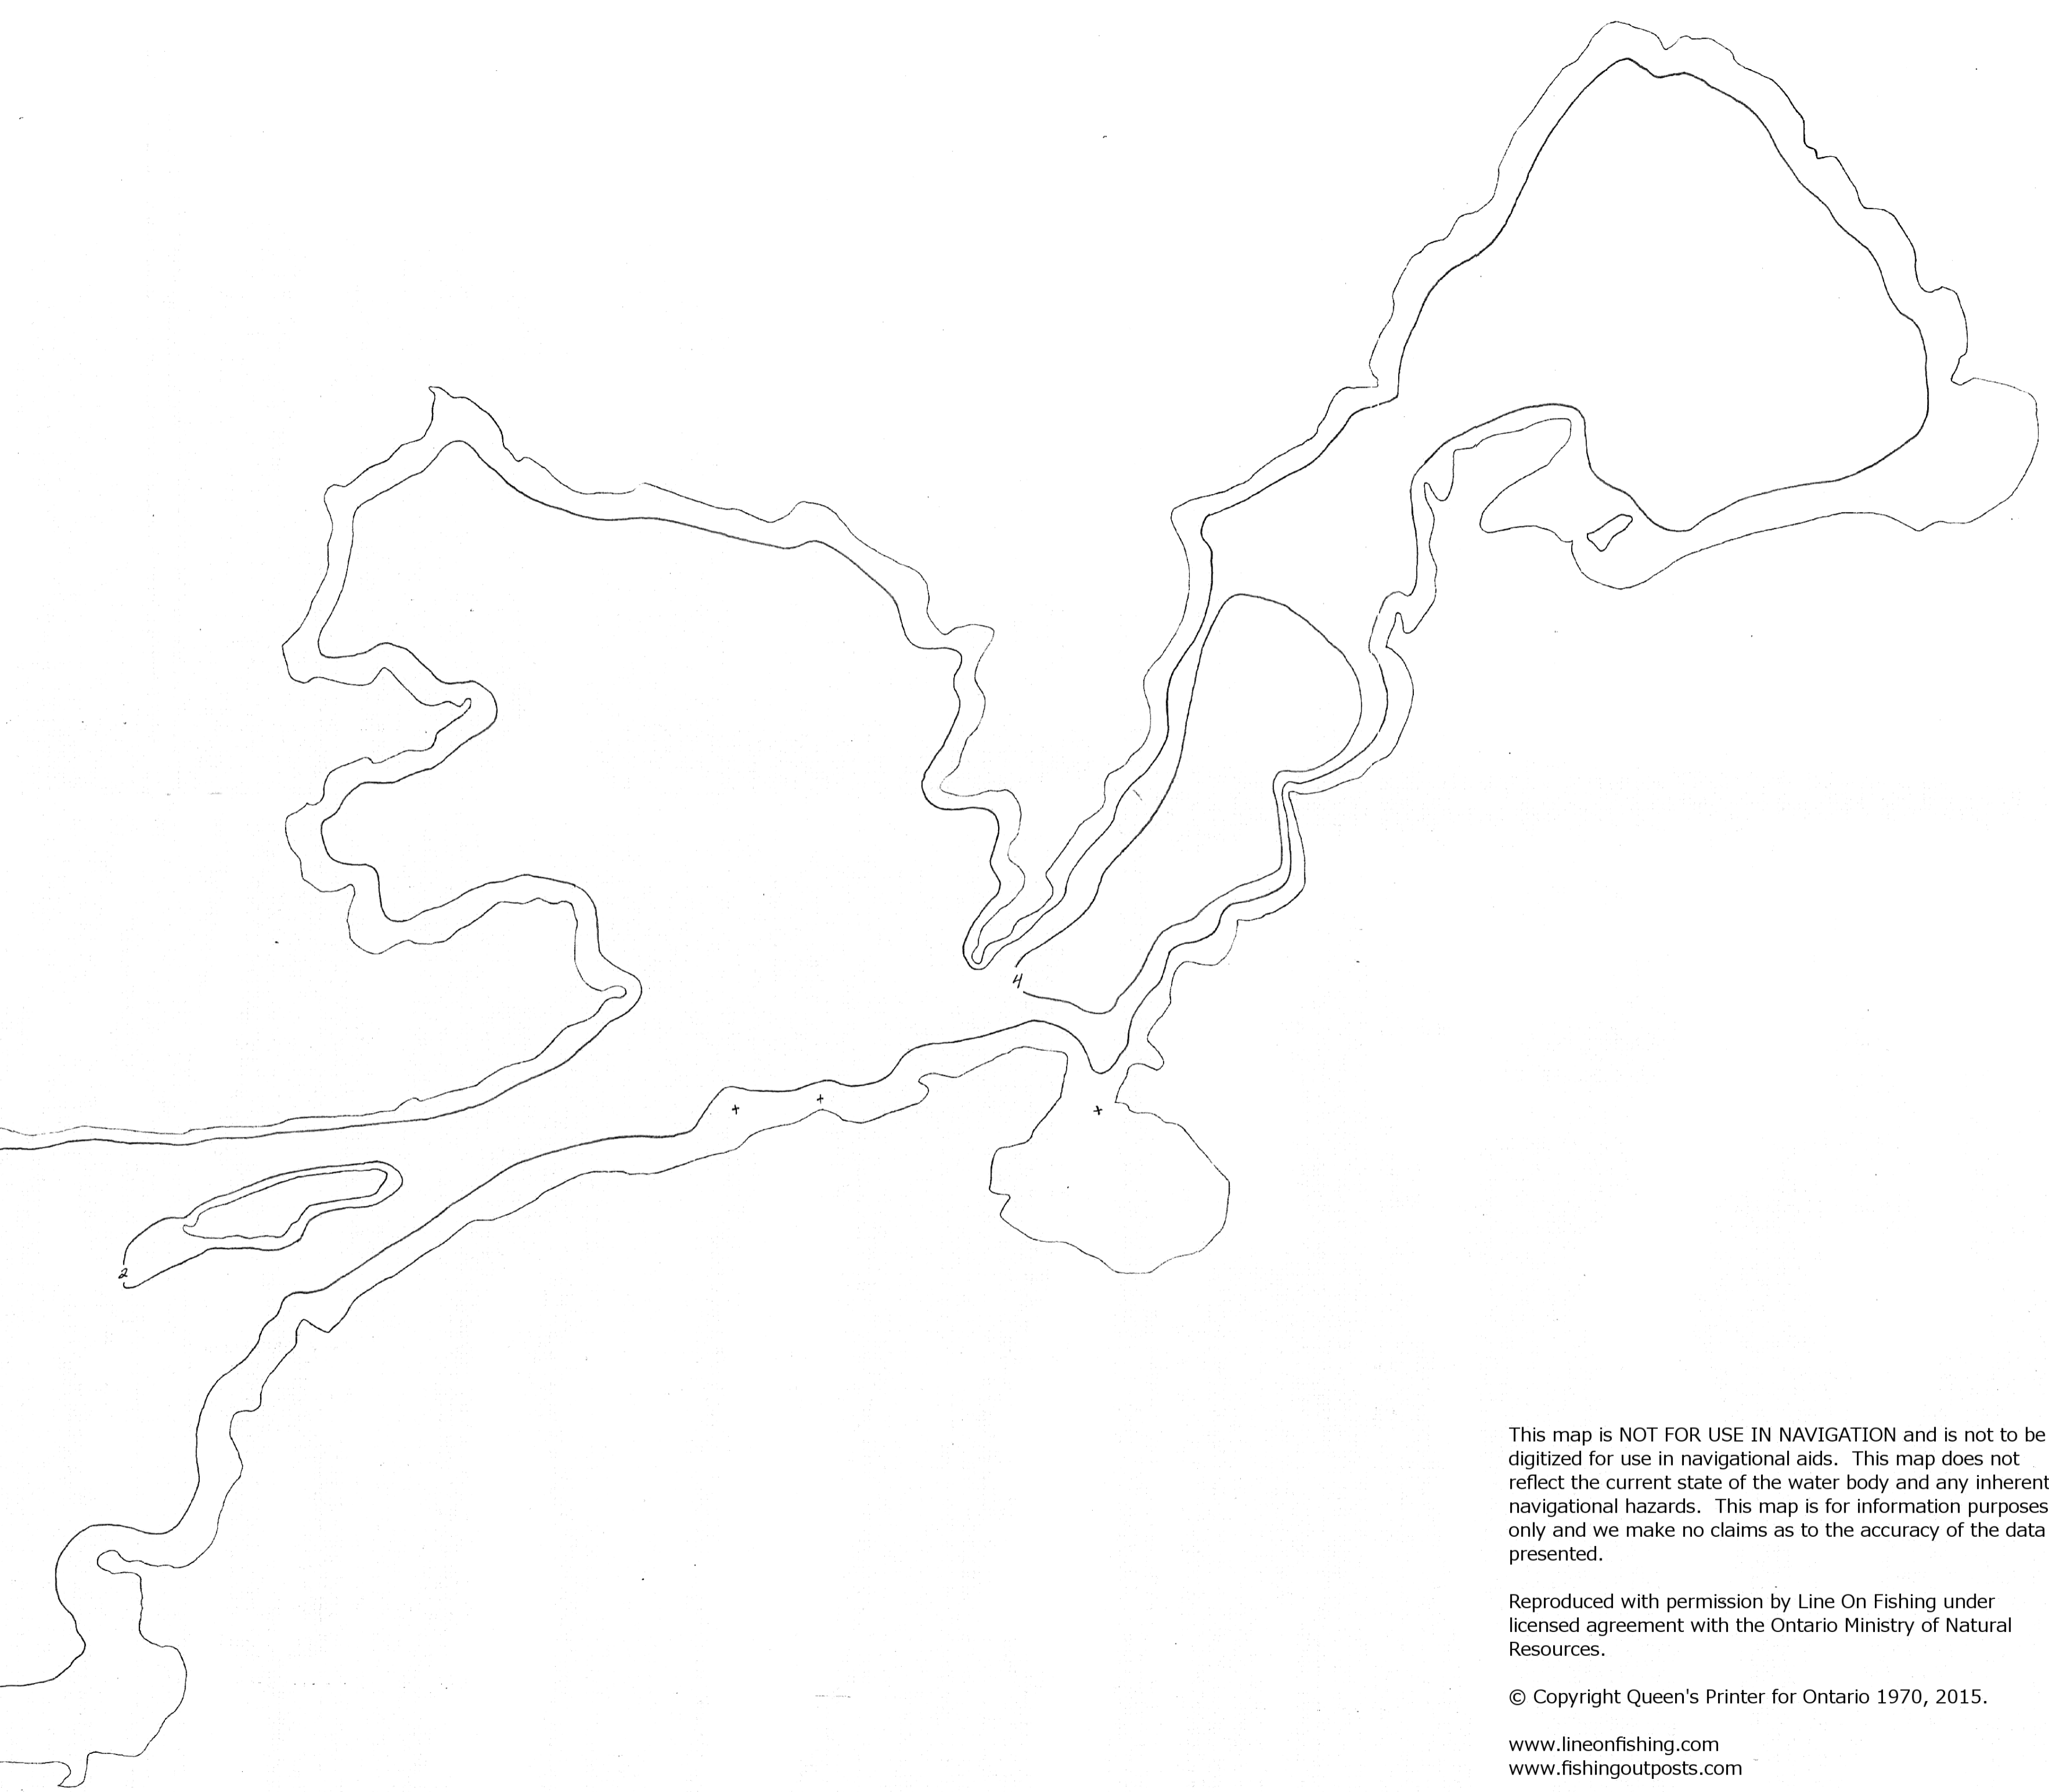 4
2
This map is NOT FOR USE IN NAVIGATION and is not to be
digitized for use in navigational aids.  This map does not
reflect the current state of the water body and any inherent
navigational hazards.  This map is for information purposes
only and we make no claims as to the accuracy of the data
presented.
Reproduced with permission by Line On Fishing under
licensed agreement with the Ontario Ministry of Natural
Resources.
© Copyright Queen's Printer for Ontario 1970, 2015.
www.lineonfishing.com
www.fishingoutposts.com